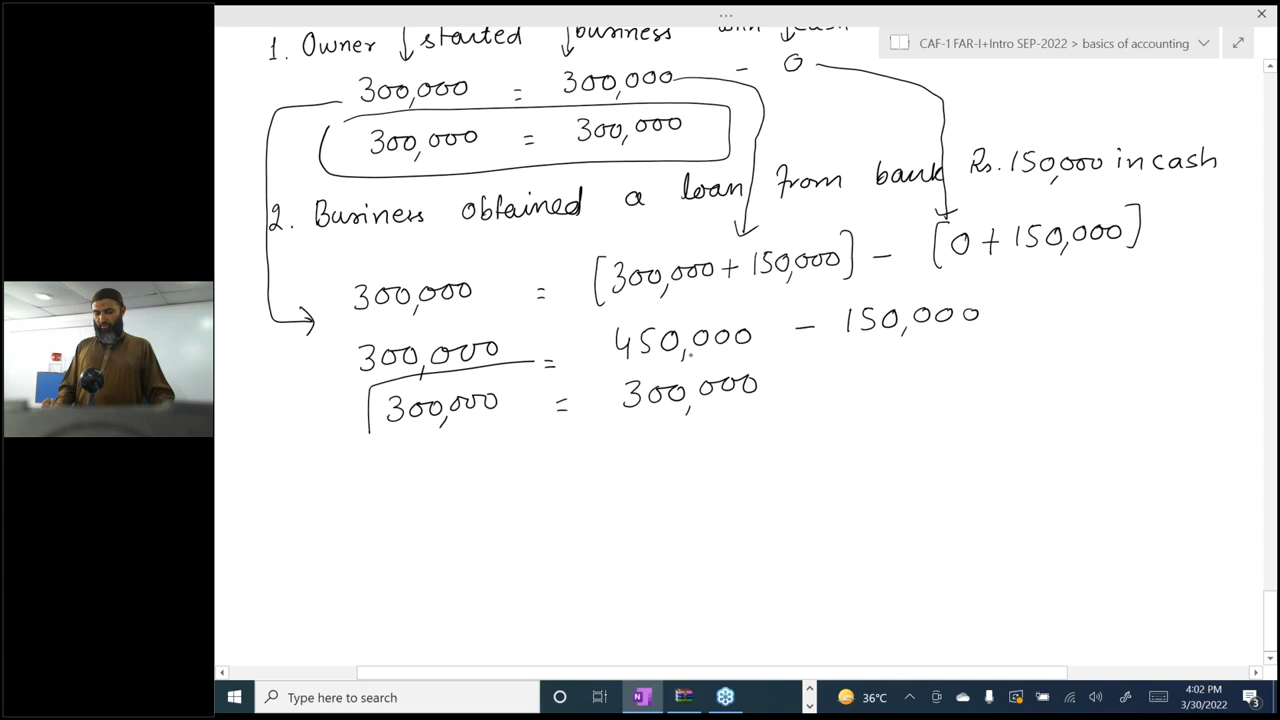 CAF-1 FAR-I+Intro SEP-2022 > basics of accounting
1. Owner started business with cash
300,000 = 300,000 - 0
300,000 = 300,000
2. Business obtained a loan from bank Rs. 150,000 in cash
300,000 = [300,000 + 150,000] - [0 + 150,000]
300,000 = 450,000 - 150,000
300,000 = 300,000
Type here to search
36°C
4:02 PM
3/30/2022
3